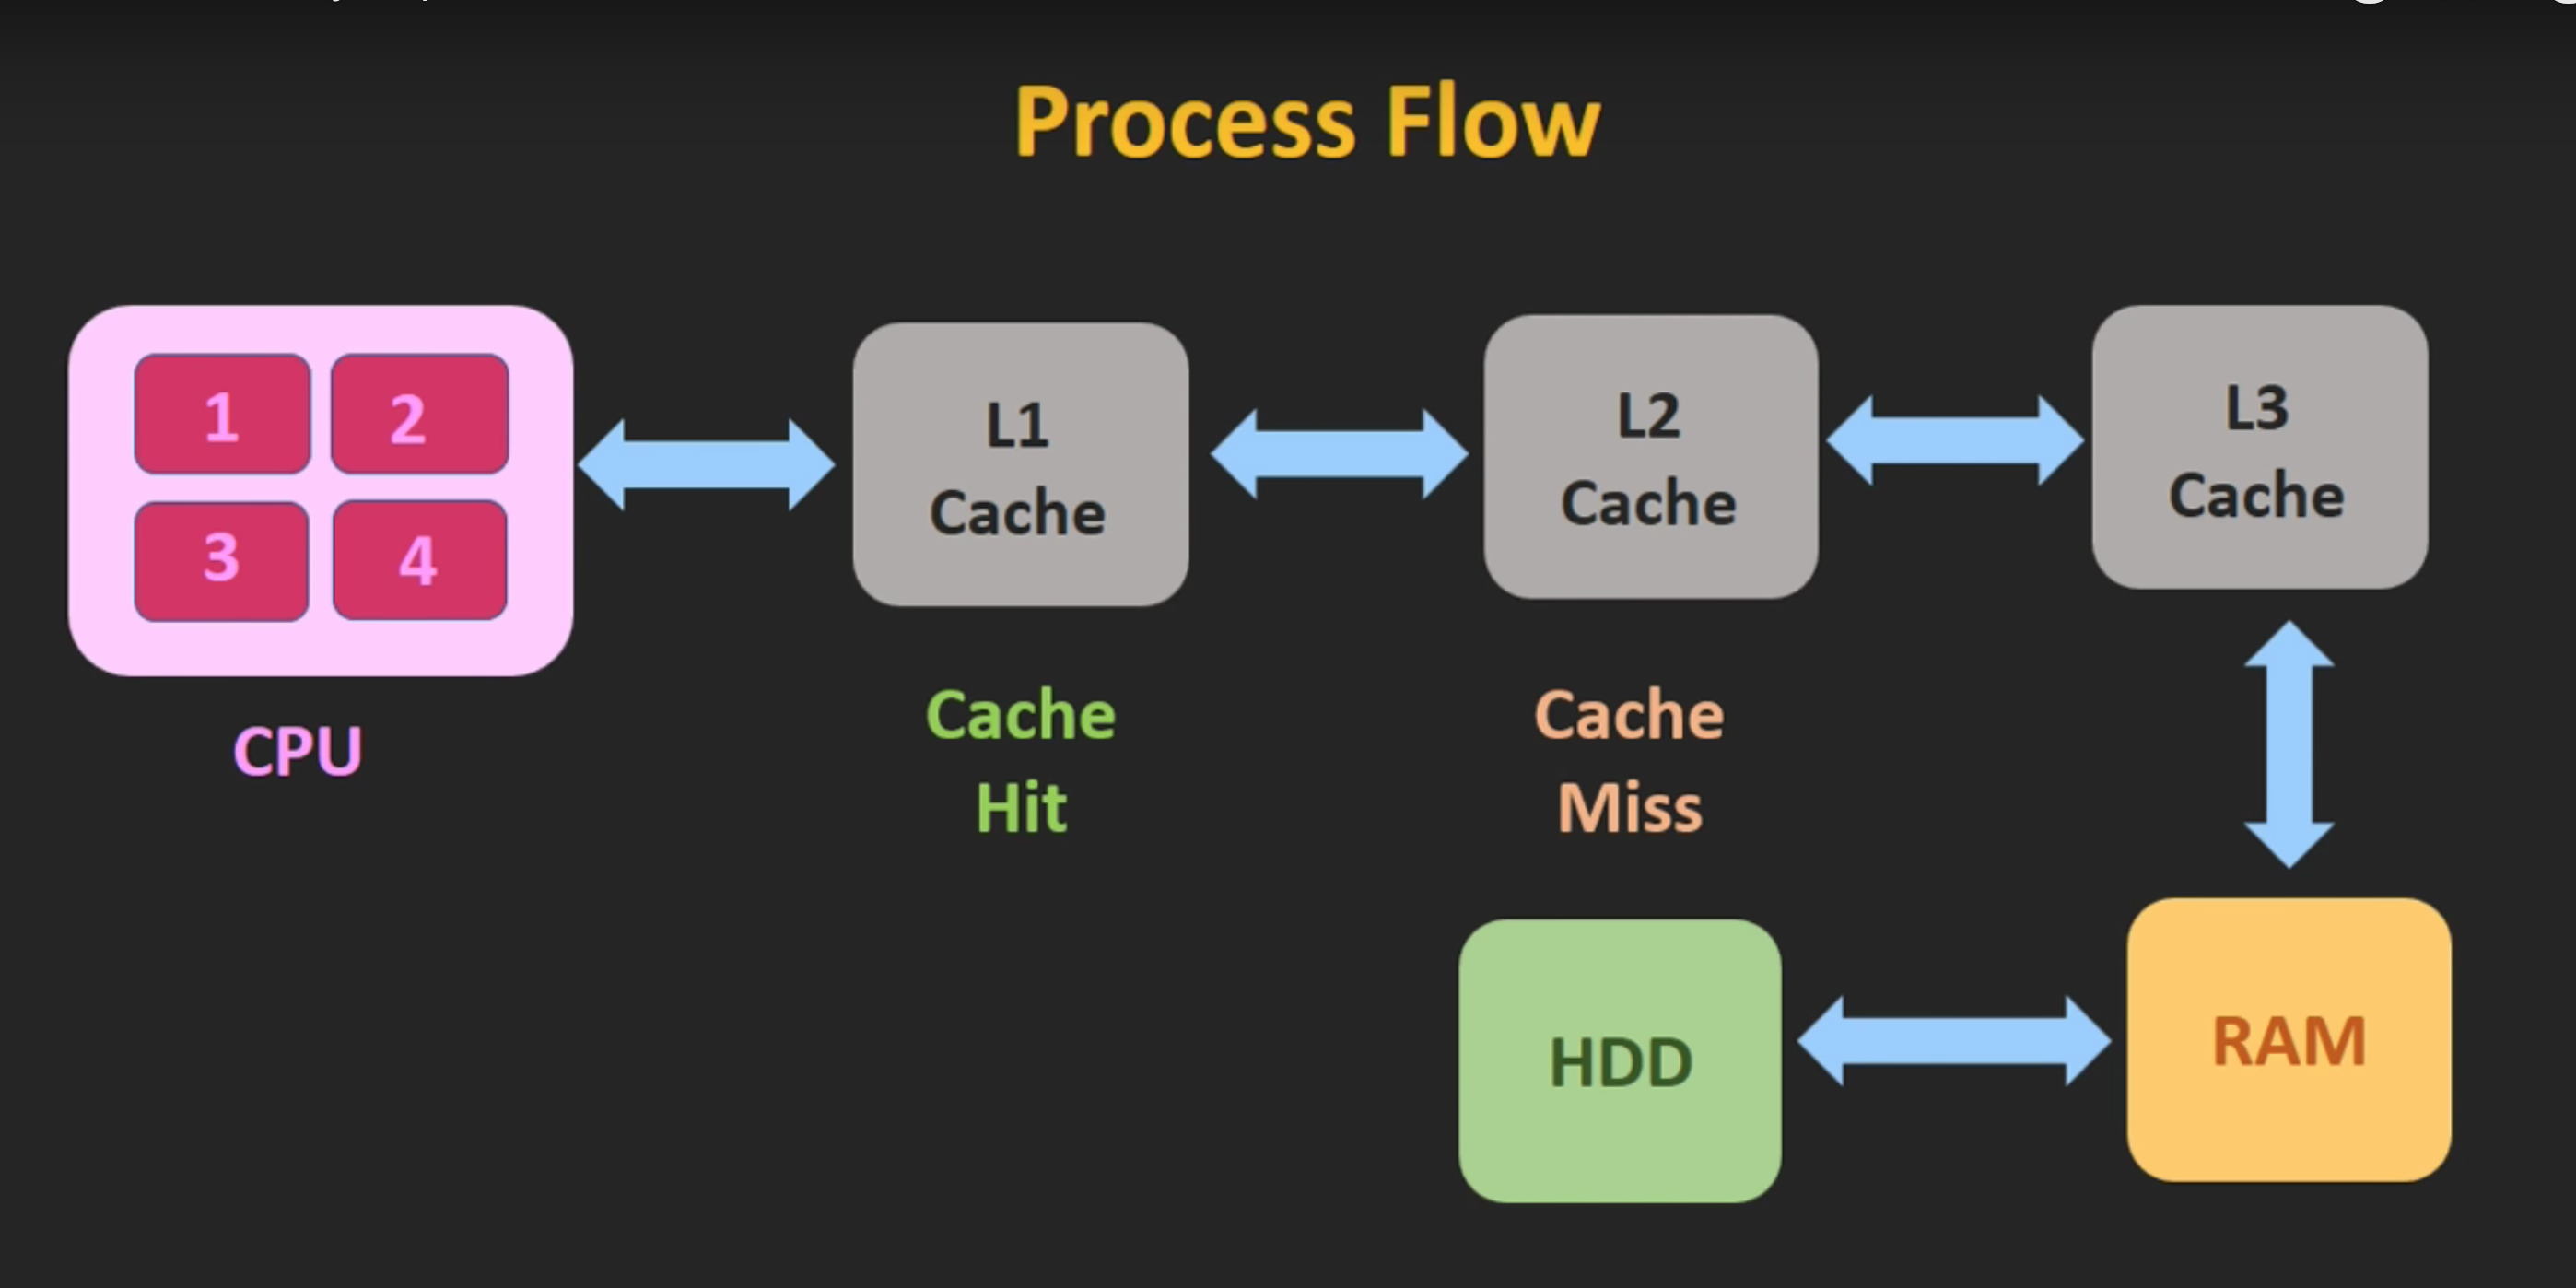 Process Flow
1
2
3
4
CPU
L1
Cache
L2
Cache
L3
Cache
Cache
Hit
Cache
Miss
HDD
RAM